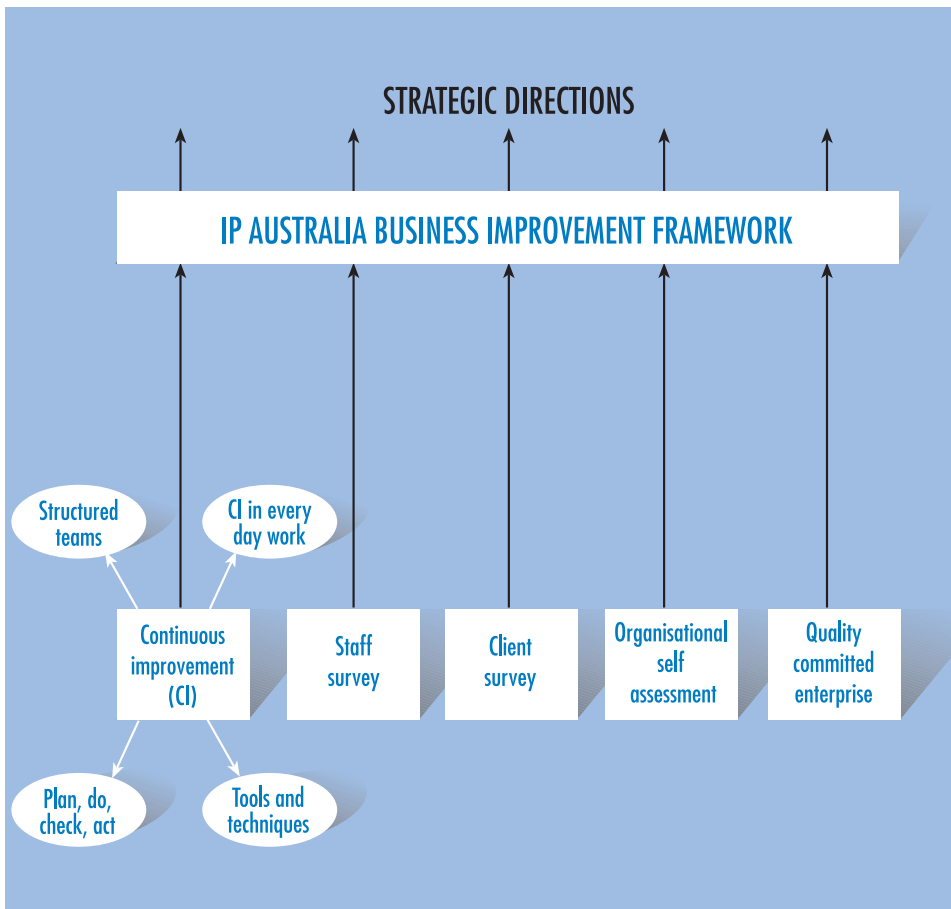 STRATEGIC DIRECTIONS
IP AUSTRALIA BUSINESS IMPROVEMENT FRAMEWORK
Structured
teams
CI in every
day work
Continuous
improvement
(CI)
Staff
survey
Client
survey
Organisational
self
assessment
Quality
committed
enterprise
Plan, do,
check, act
Tools and
techniques